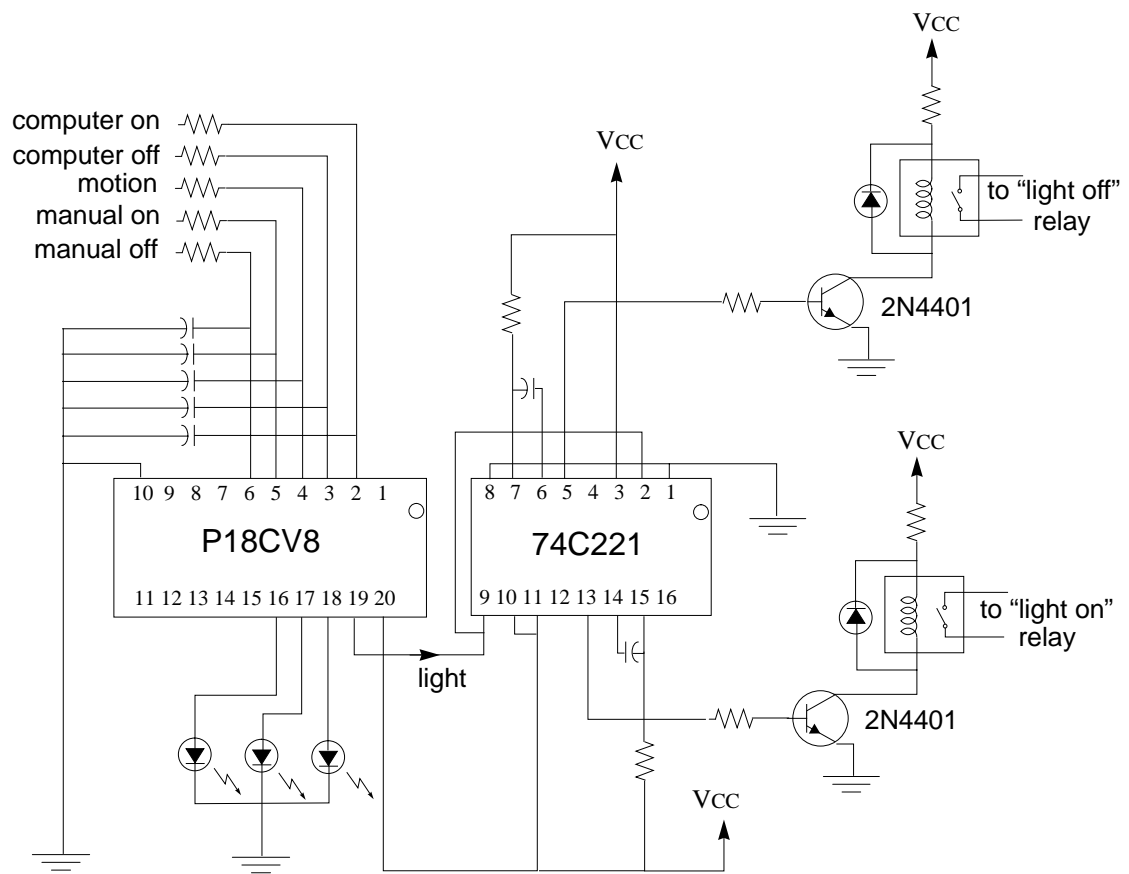 Vcc
computer on
computer off
motion
manual on
manual off
Vcc
to “light off”
relay
2N4401
Vcc
10 9 8 7 6 5 4 3 2 1
P18CV8
11 12 13 14 15 16 17 18 19 20
8 7 6 5 4 3 2 1
74C221
9 10 11 12 13 14 15 16
light
to “light on”
relay
2N4401
Vcc